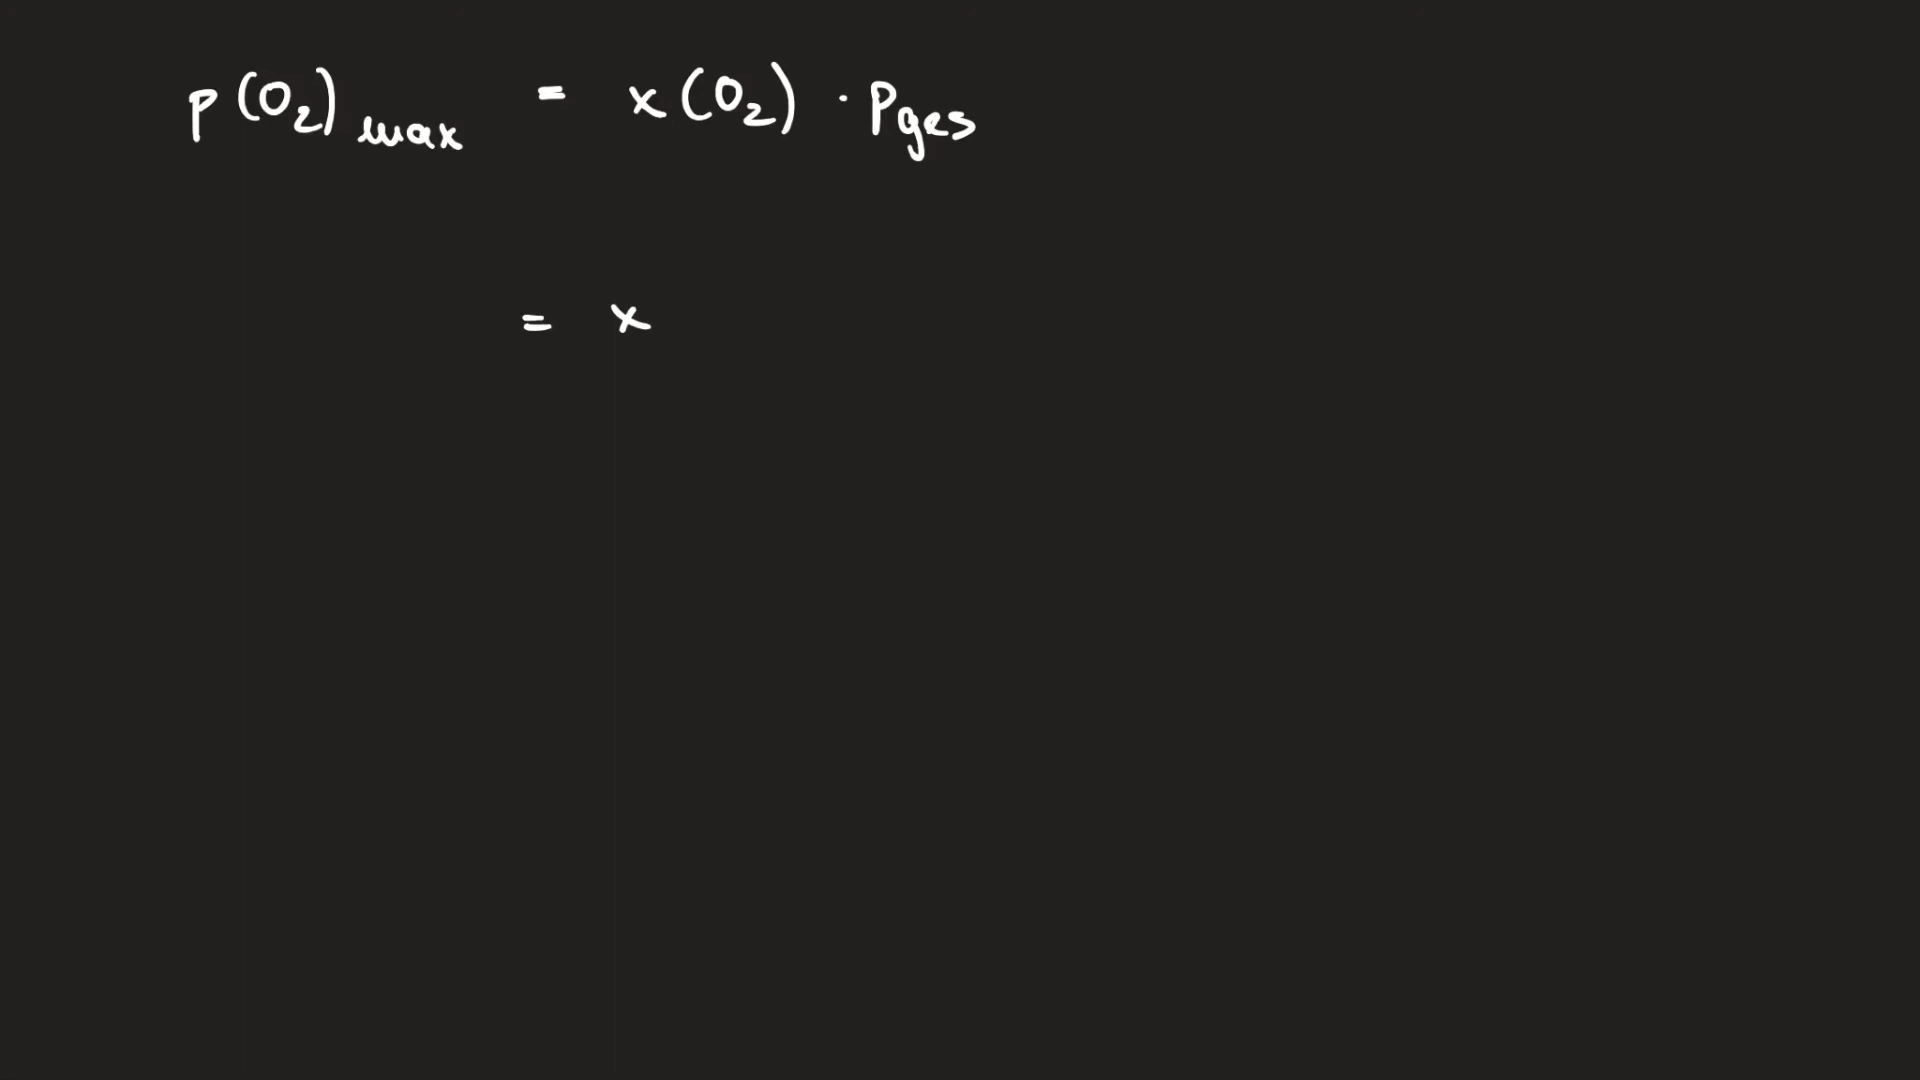 p(O₂)max = x(O₂) · Pges
= x